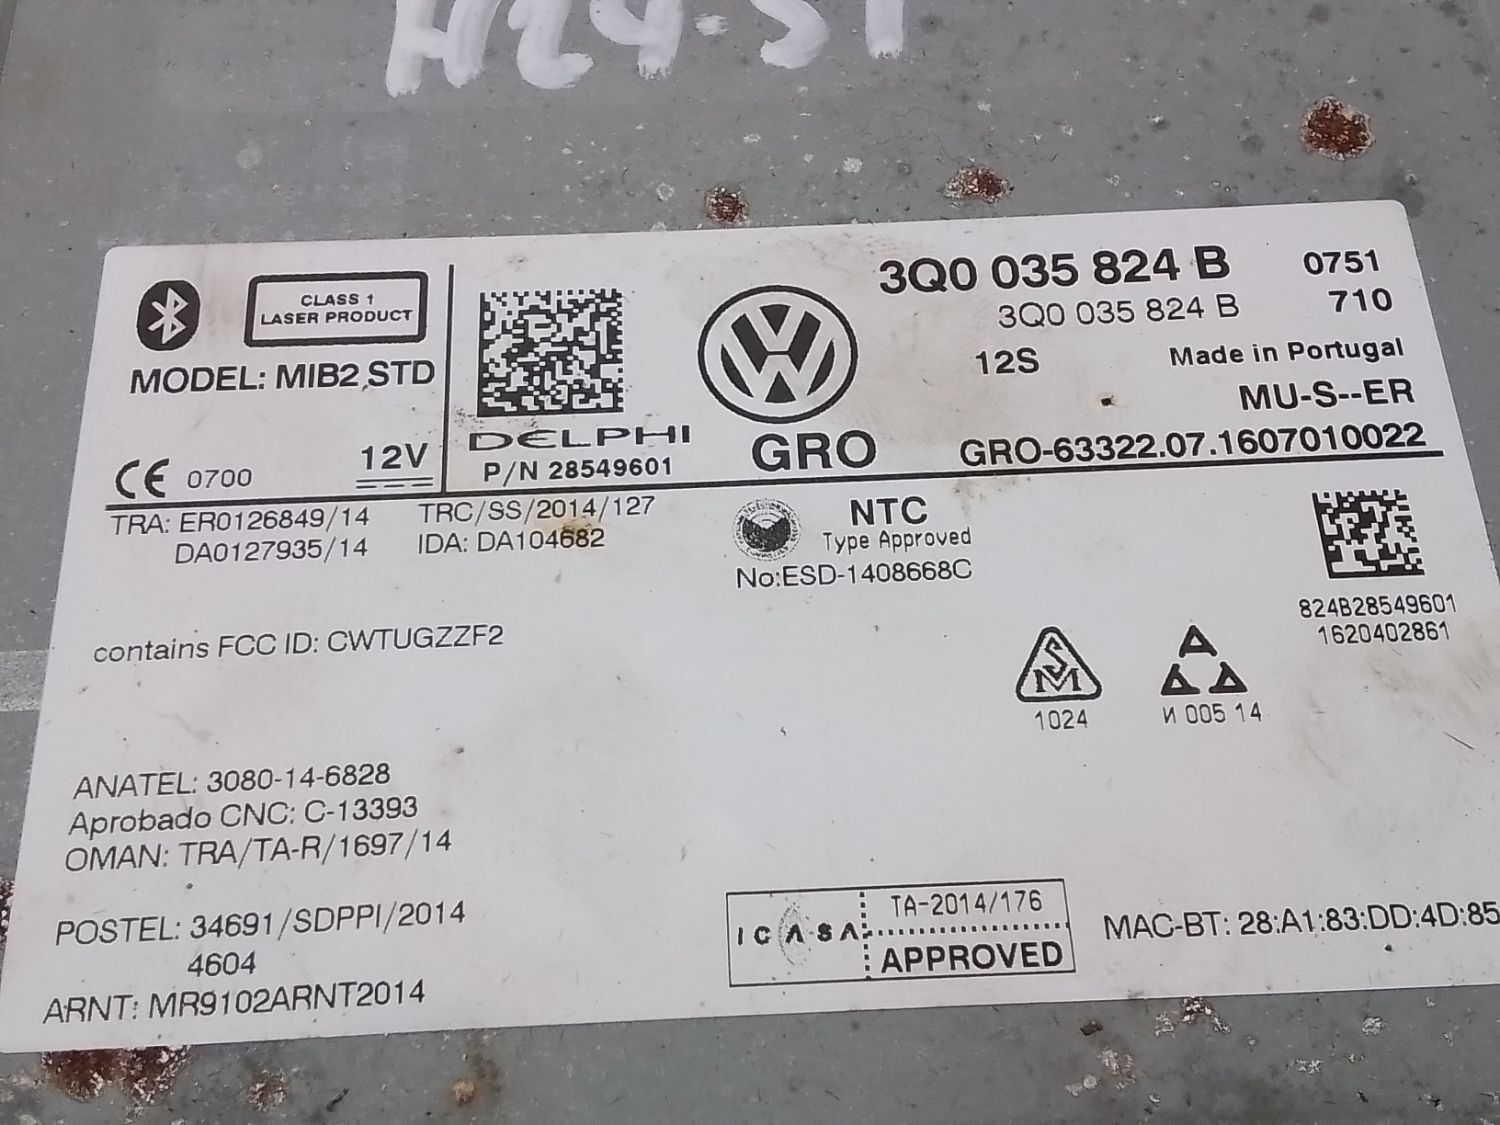 H24-51
CLASS 1
LASER PRODUCT
MODEL: MIB2 STD
CE 0700
12V
DELPHI
P/N 28549601
GRO
3Q0 035 824 B 0751
3Q0 035 824 B 710
12S Made in Portugal
MU-S--ER
GRO-63322.07.1607010022
TRA: ER0126849/14
DA0127935/14
TRC/SS/2014/127
IDA: DA104682
NTC
Type Approved
No:ESD-1408668C
824B28549601
1620402861
contains FCC ID: CWTUGZZF2
SM
1024
И 005 14
ANATEL: 3080-14-6828
Aprobado CNC: C-13393
OMAN: TRA/TA-R/1697/14
POSTEL: 34691/SDPPI/2014
4604
ARNT: MR9102ARNT2014
ICASA
TA-2014/176
APPROVED
MAC-BT: 28:A1:83:DD:4D:85